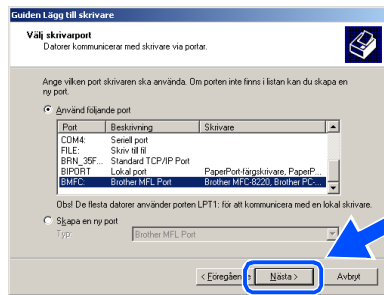 Guiden Lägg till skrivare
Välj skrivarport
Datorer kommunicerar med skrivare via portar.
Ange vilken port skrivaren ska använda. Om porten inte finns i listan kan du skapa en
ny port.
Använd följande port
Port Beskrivning Skrivare
COM4: Seriell port
FILE: Skriv till fil
BRN_35F... Standard TCP/IP Port
BIPORT Lokal port PaperPort-färgskrivare, PaperP...
BMFC: Brother MFL Port Brother MFC-8220, Brother PC-...
Obs! De flesta datorer använder porten LPT1: för att kommunicera med en lokal skrivare.
Skapa en ny port
Typ: Brother MFL Port
< Föregående Nästa > Avbryt